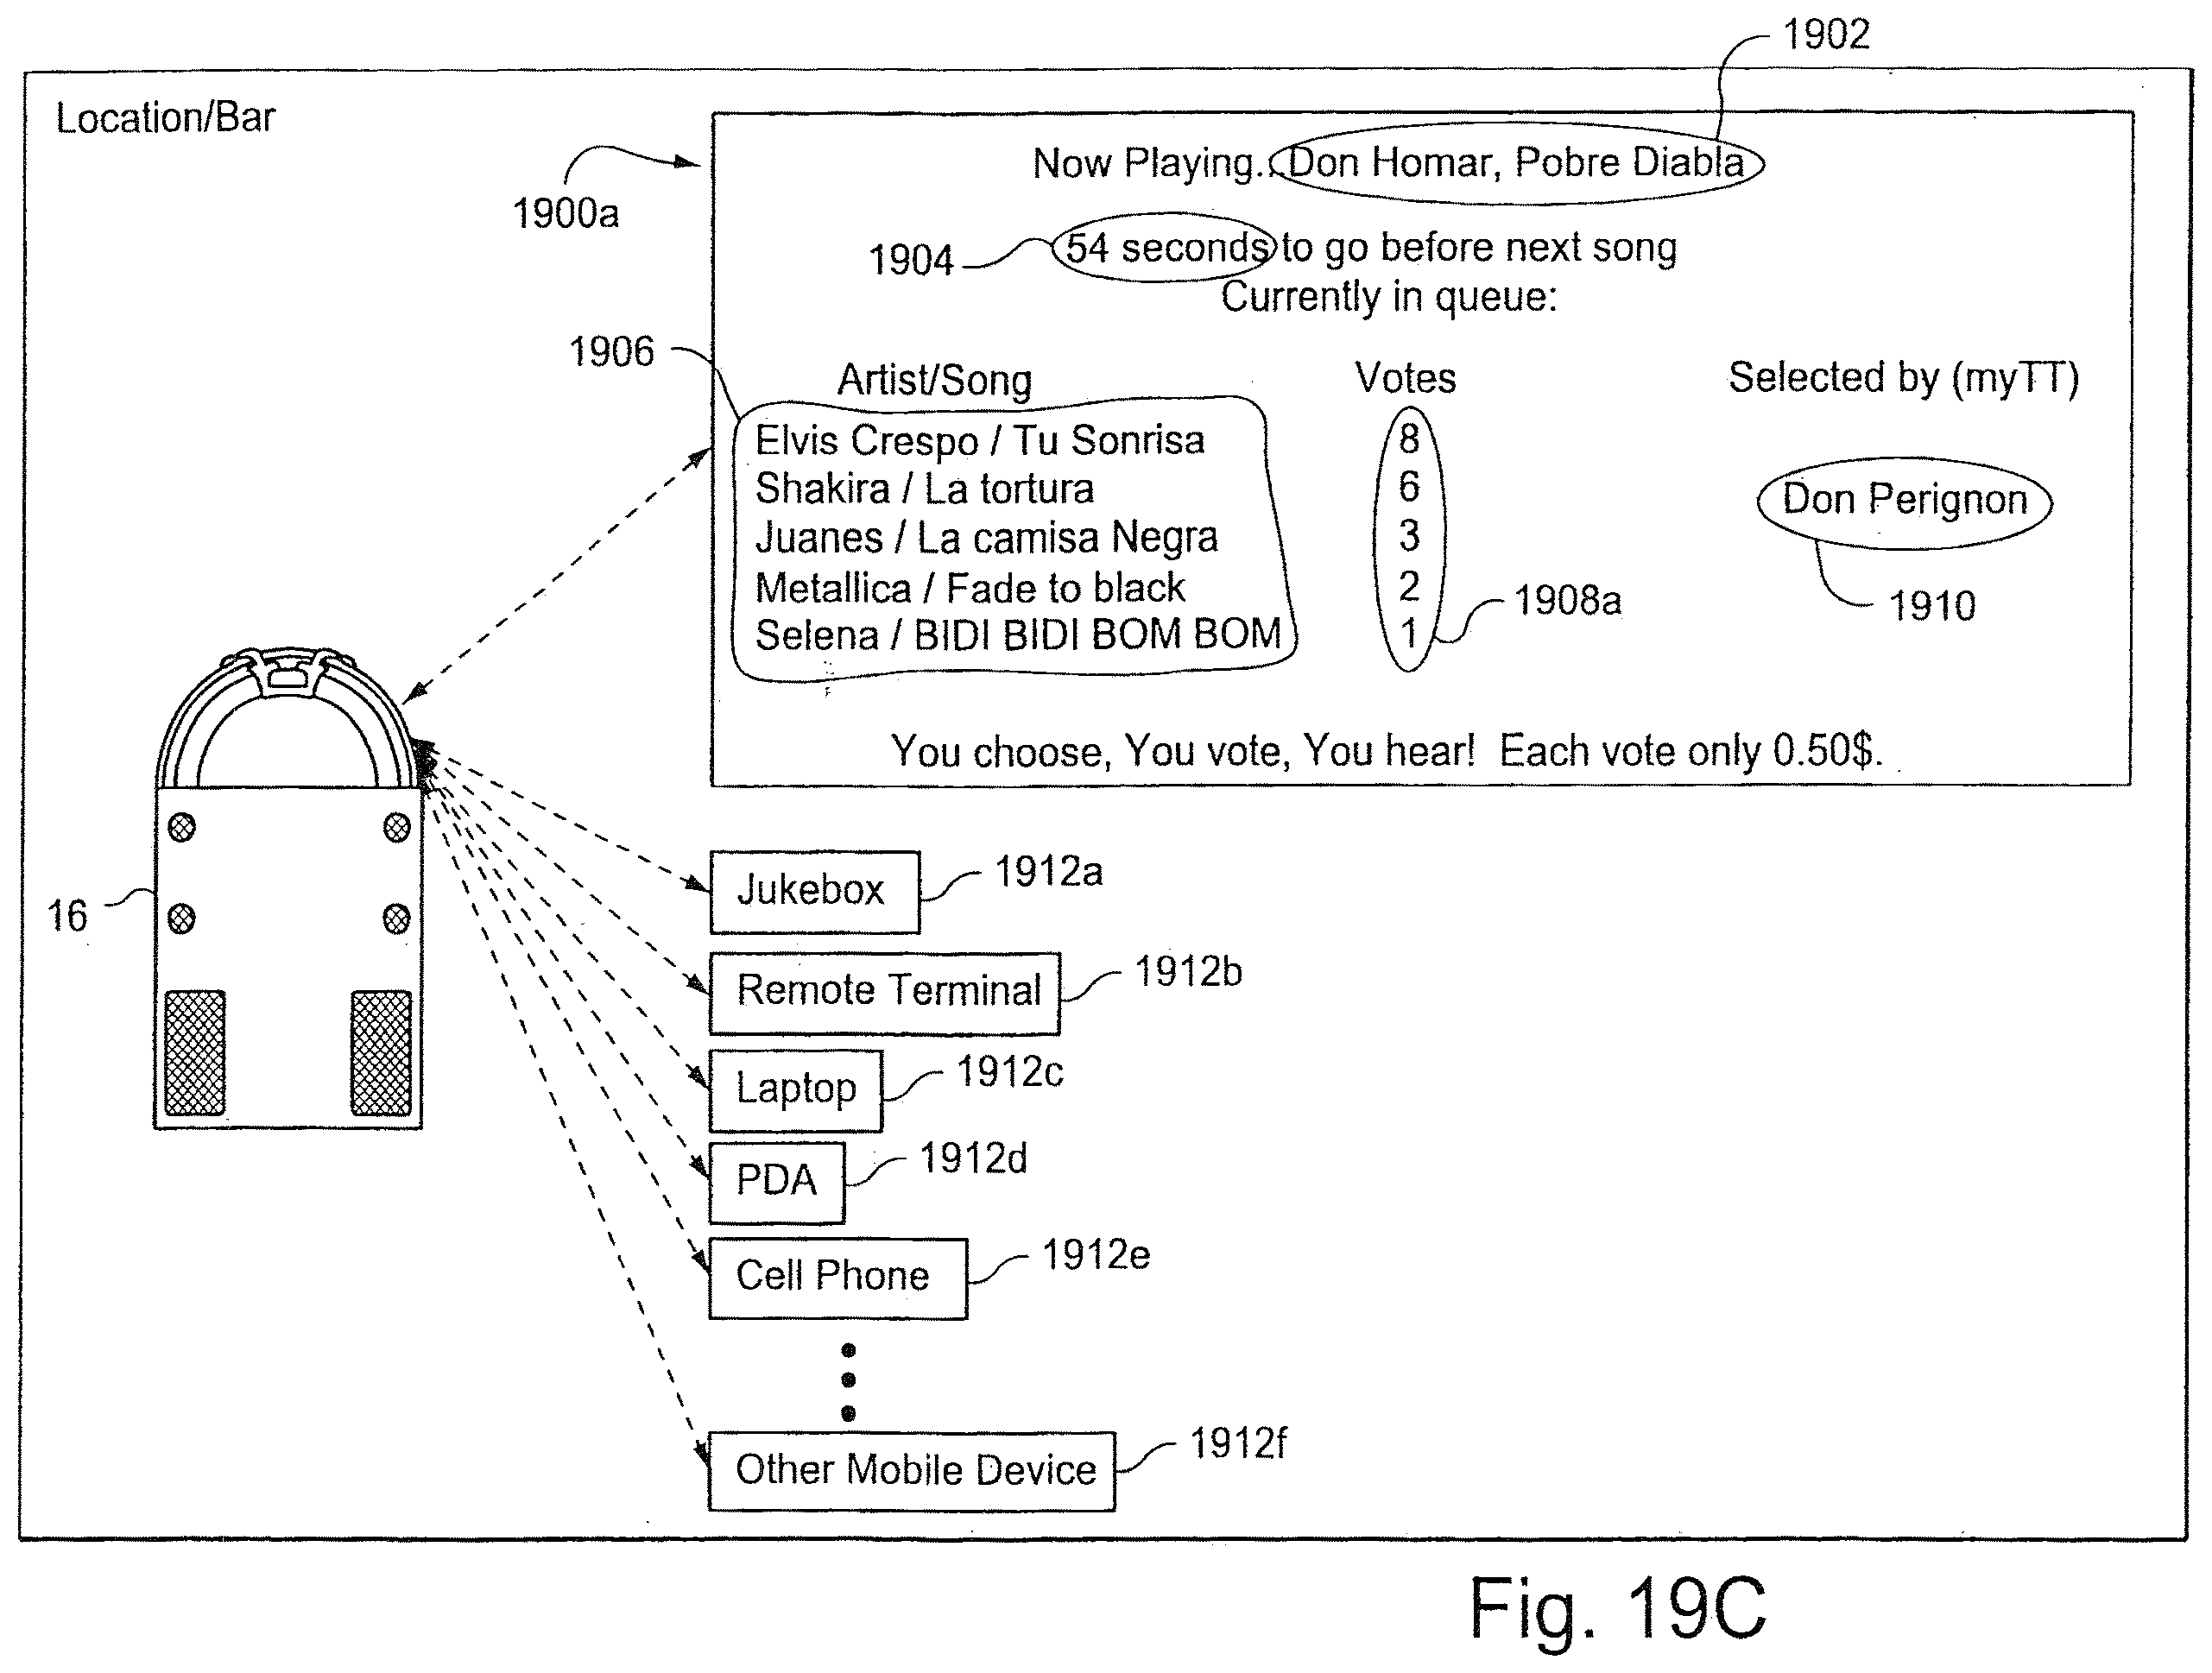 1902
Location/Bar
Now Playing...Don Homar, Pobre Diabla
1900a
1904
54 seconds to go before next song
Currently in queue:
1906
Artist/Song Votes Selected by (myTT)
Elvis Crespo / Tu Sonrisa 8
Shakira / La tortura 6 Don Perignon
Juanes / La camisa Negra 3
Metallica / Fade to black 2 1908a 1910
Selena / BIDI BIDI BOM BOM 1
You choose, You vote, You hear! Each vote only 0.50$.
16
Jukebox 1912a
Remote Terminal 1912b
Laptop 1912c
PDA 1912d
Cell Phone 1912e
Other Mobile Device 1912f
Fig. 19C